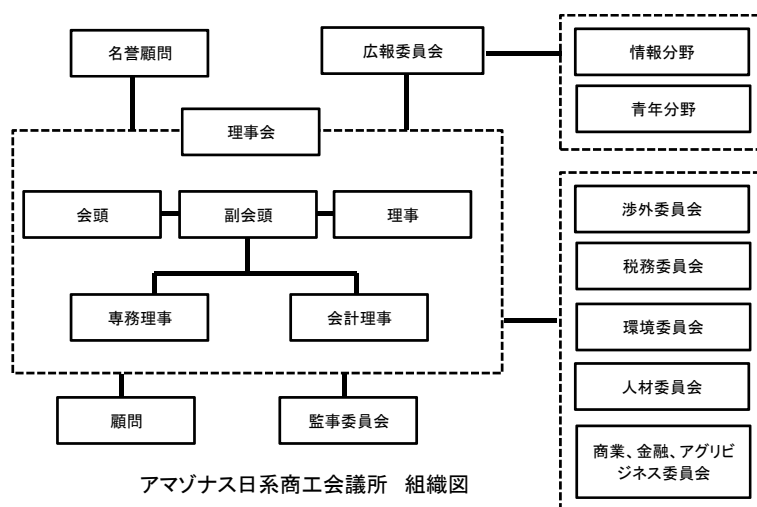 名誉顧問
広報委員会
情報分野
青年分野
理事会
会頭
副会頭
理事
専務理事
会計理事
顧問
監事委員会
渉外委員会
税務委員会
環境委員会
人材委員会
商業、金融、アグリビ
ジネス委員会
アマゾナス日系商工会議所　組織図